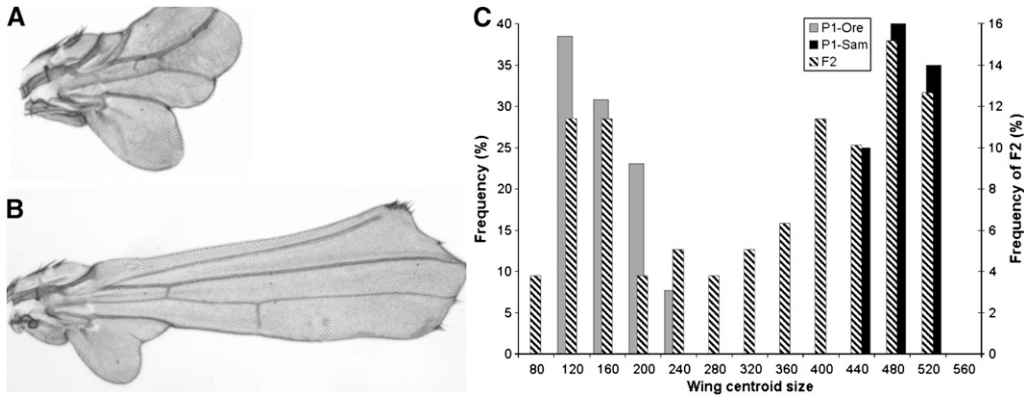 A
B
C
P1-Ore
P1-Sam
F2
Frequency (%)
40
35
30
25
20
15
10
5
0
16
14
12
10
8
6
4
2
0
Frequency of F2 (%)
80 120 160 200 240 280 320 360 400 440 480 520 560
Wing centroid size